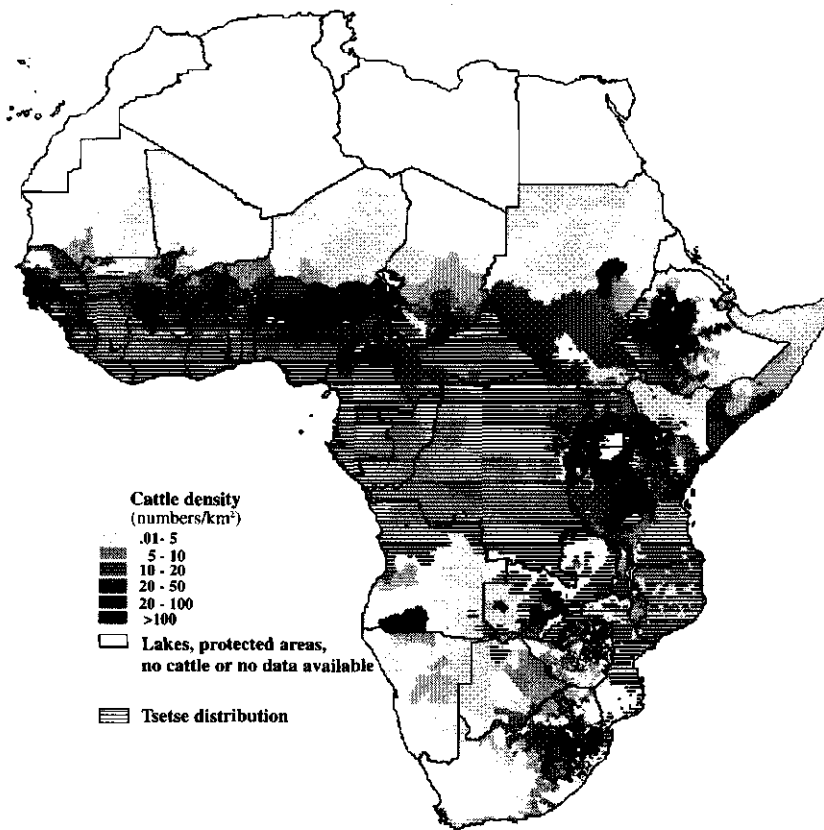 Cattle density
(numbers/km²)
.01- 5
5 - 10
10 - 20
20 - 50
20 - 100
>100
Lakes, protected areas,
no cattle or no data available
Tsetse distribution